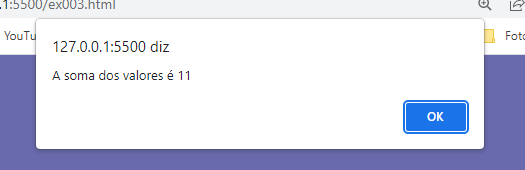 .1:5500/ex003.html
YouTu
Foto
127.0.0.1:5500 diz
A soma dos valores é 11
OK